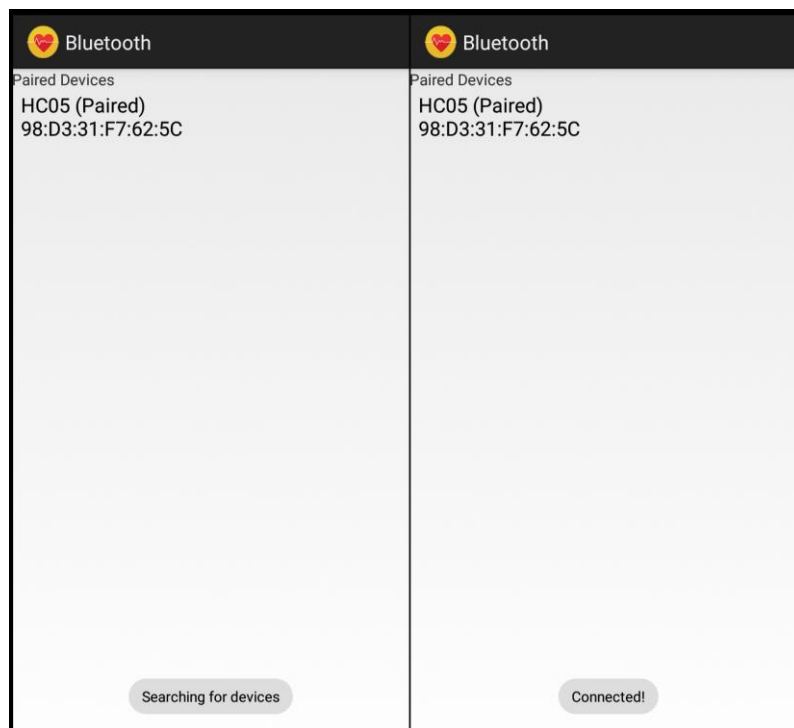 Bluetooth
Paired Devices
HC05 (Paired)
98:D3:31:F7:62:5C
Searching for devices
Bluetooth
Paired Devices
HC05 (Paired)
98:D3:31:F7:62:5C
Connected!